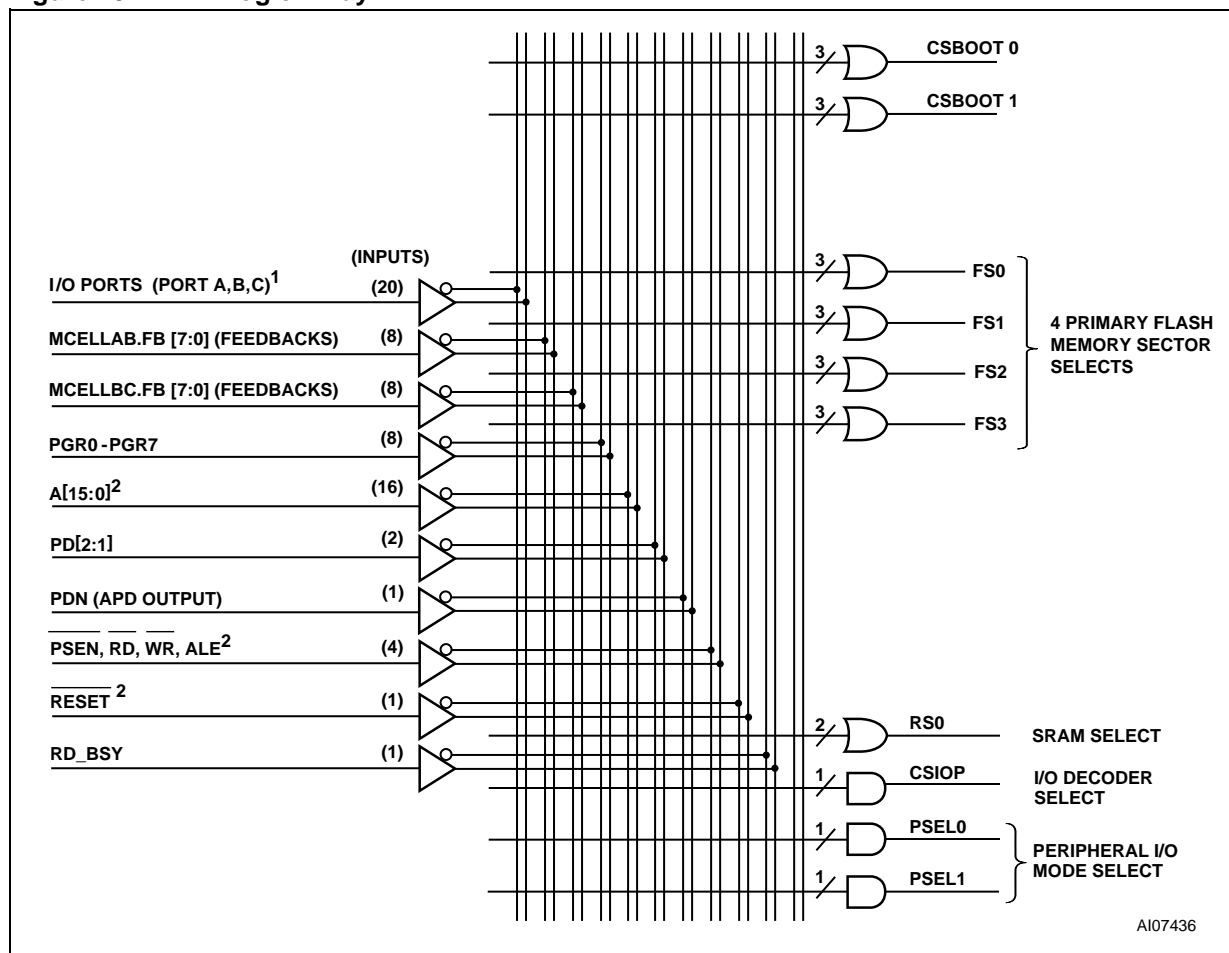 3 CSBOOT 0
3 CSBOOT 1
(INPUTS)
I/O PORTS (PORT A,B,C)1 (20)
MCELLAB.FB [7:0] (FEEDBACKS) (8)
MCELLBC.FB [7:0] (FEEDBACKS) (8)
PGR0 -PGR7 (8)
A[15:0]2 (16)
PD[2:1] (2)
PDN (APD OUTPUT) (1)
PSEN, RD, WR, ALE2 (4)
RESET 2 (1)
RD_BSY (1)
3 FS0
3 FS1
3 FS2
3 FS3
4 PRIMARY FLASH
MEMORY SECTOR
SELECTS
2 RS0 SRAM SELECT
1 CSIOP I/O DECODER
SELECT
1 PSEL0
1 PSEL1
PERIPHERAL I/O
MODE SELECT
AI07436